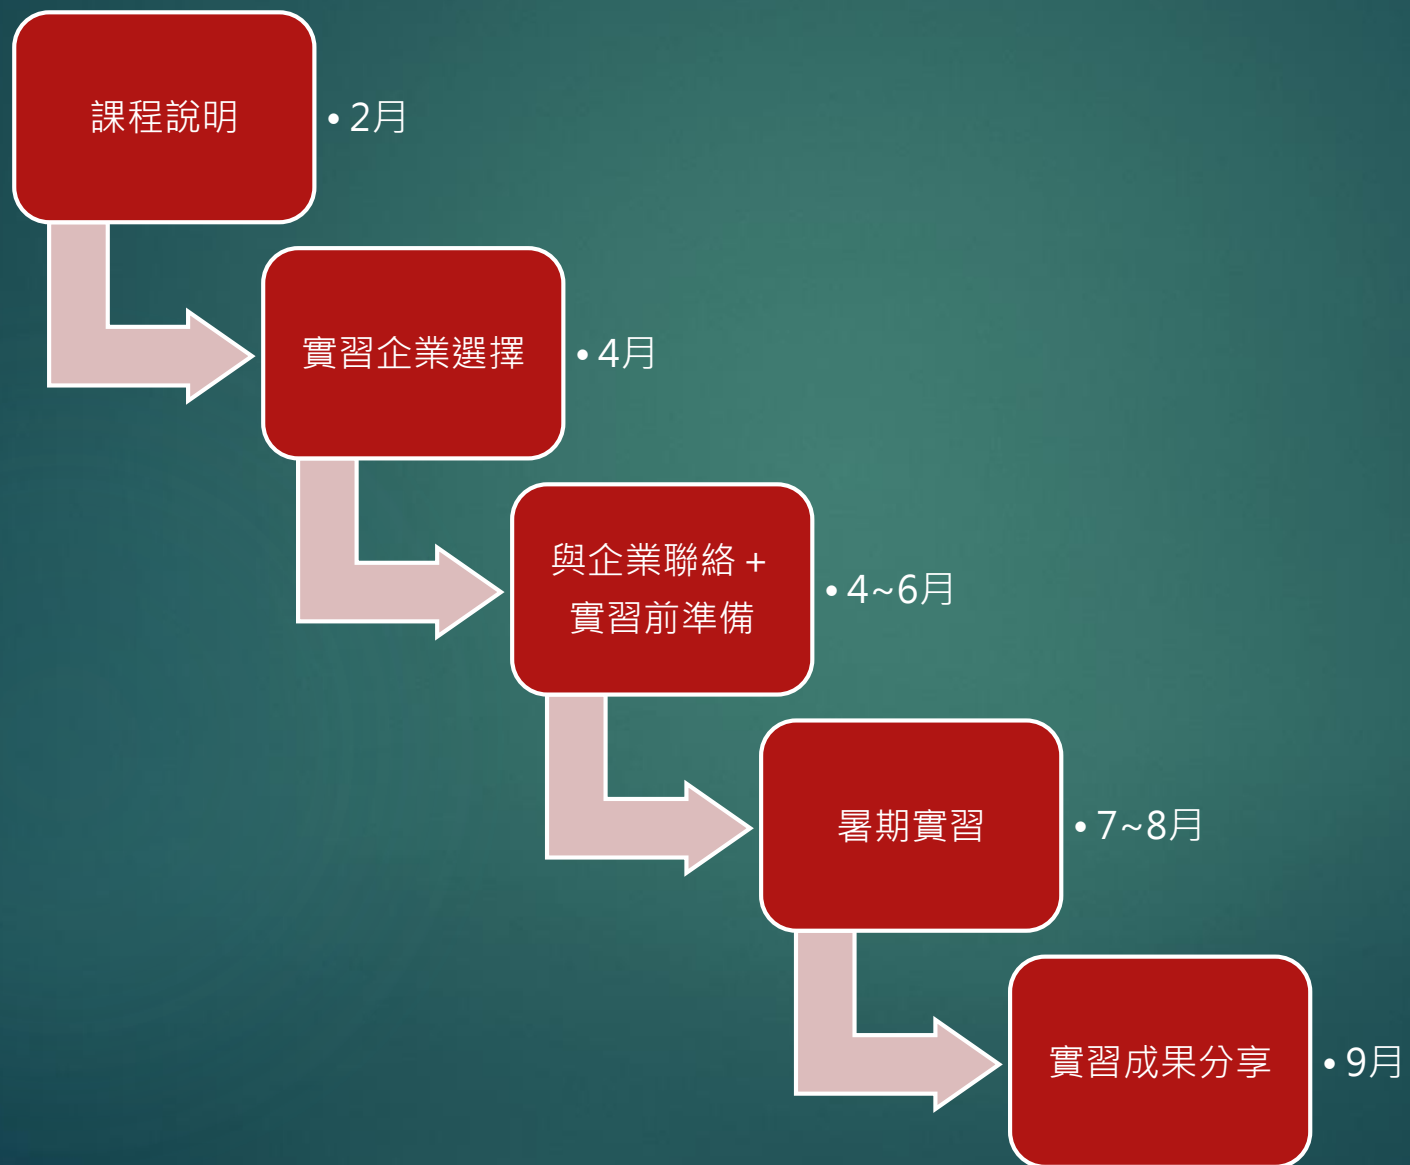 課程說明
• 2月
實習企業選擇
• 4月
與企業聯絡 +
實習前準備
• 4~6月
暑期實習
• 7~8月
實習成果分享
• 9月